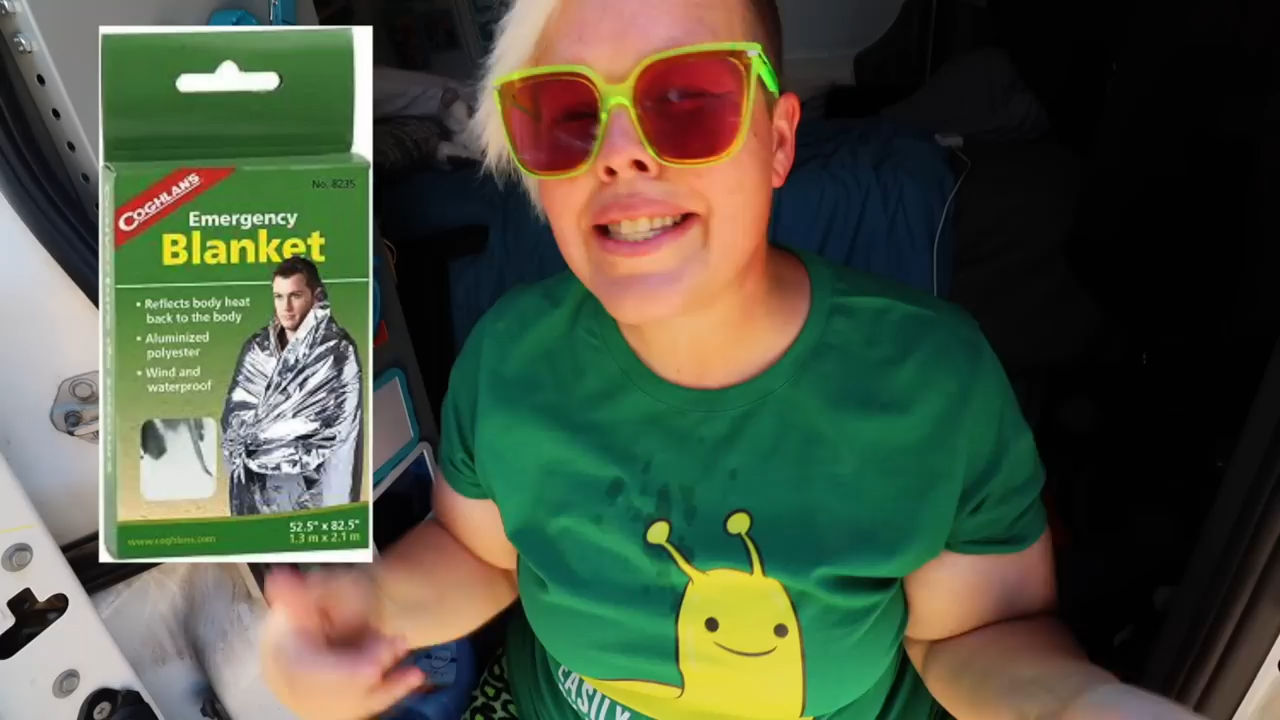 COGHLAN'S
No. 8235
Emergency
Blanket
• Reflects body heat
back to the body
• Aluminized
polyester
• Wind and
waterproof
52.5" x 82.5"
1.3 m x 2.1 m
www.coghlans.com
EASILY